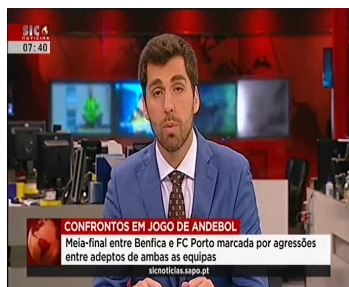 SIC
NOTÍCIAS
07:40
CONFRONTOS EM JOGO DE ANDEBOL
Meia-final entre Benfica e FC Porto marcada por agressões
entre adeptos de ambas as equipas
sicnoticias.sapo.pt